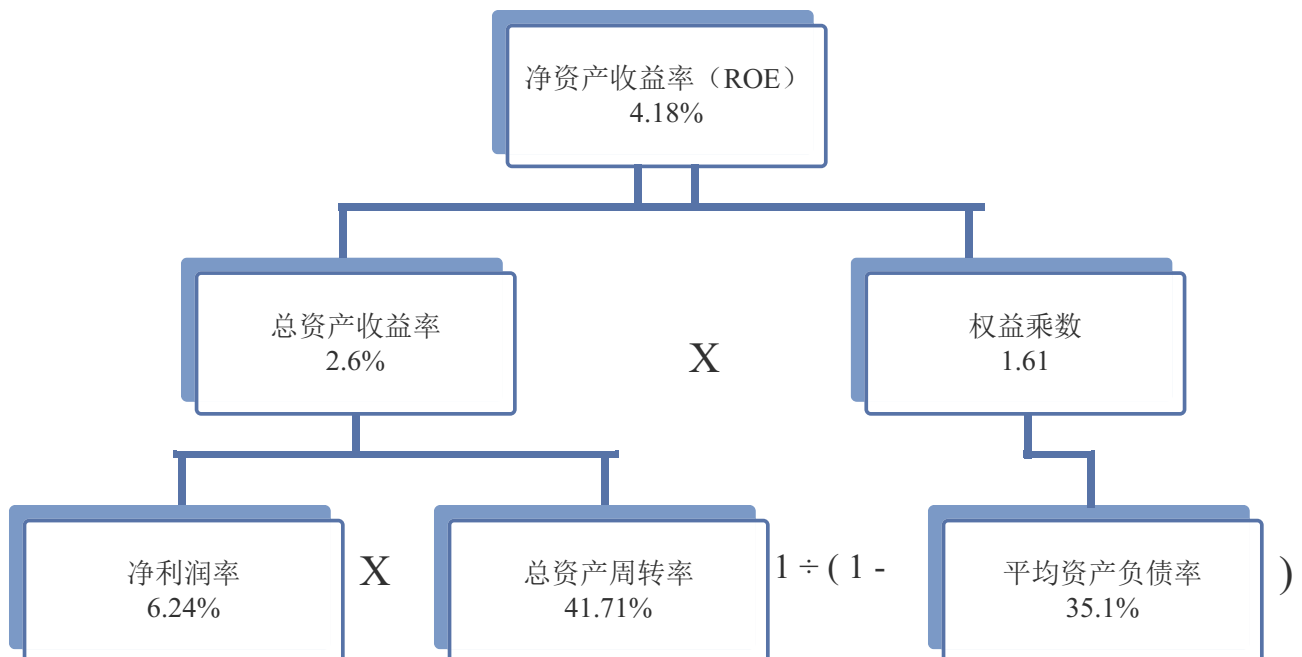 净资产收益率（ROE）
4.18%
总资产收益率
2.6%
X
权益乘数
1.61
净利润率
6.24%
X
总资产周转率
41.71%
1 ÷ ( 1 -
平均资产负债率
35.1%
)